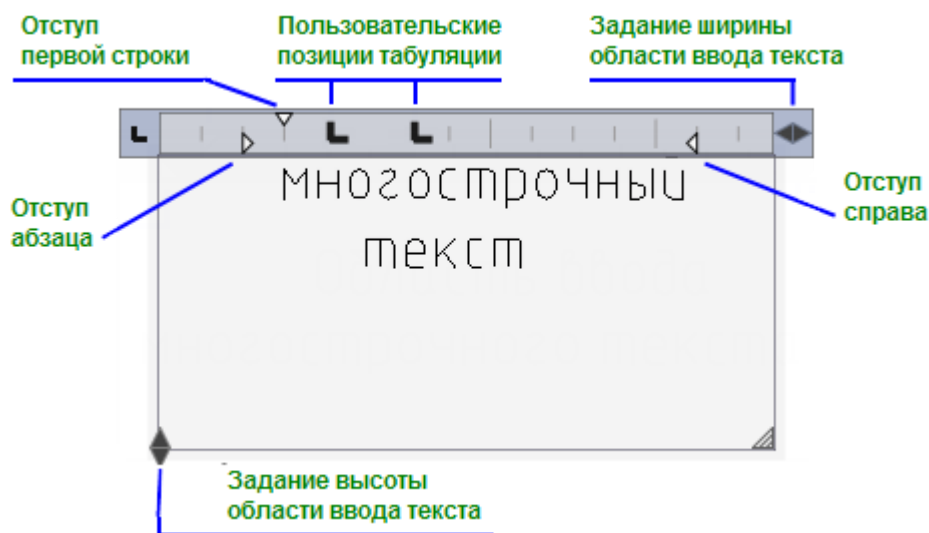 Отступ
первой строки
Пользовательские
позиции табуляции
Задание ширины
области ввода текста
многострочный
текст
Отступ
абзаца
Отступ
справа
Задание высоты
области ввода текста